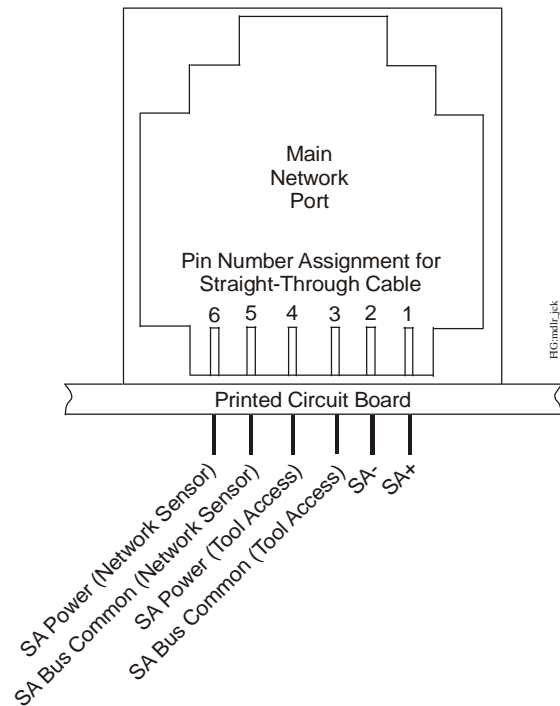 Main
Network
Port
Pin Number Assignment for
Straight-Through Cable
6 5 4 3 2 1
FIG:mdlr_jck
Printed Circuit Board
SA Power (Network Sensor)
SA Bus Common (Network Sensor)
SA Power (Tool Access)
SA Bus Common (Tool Access)
SA-
SA+